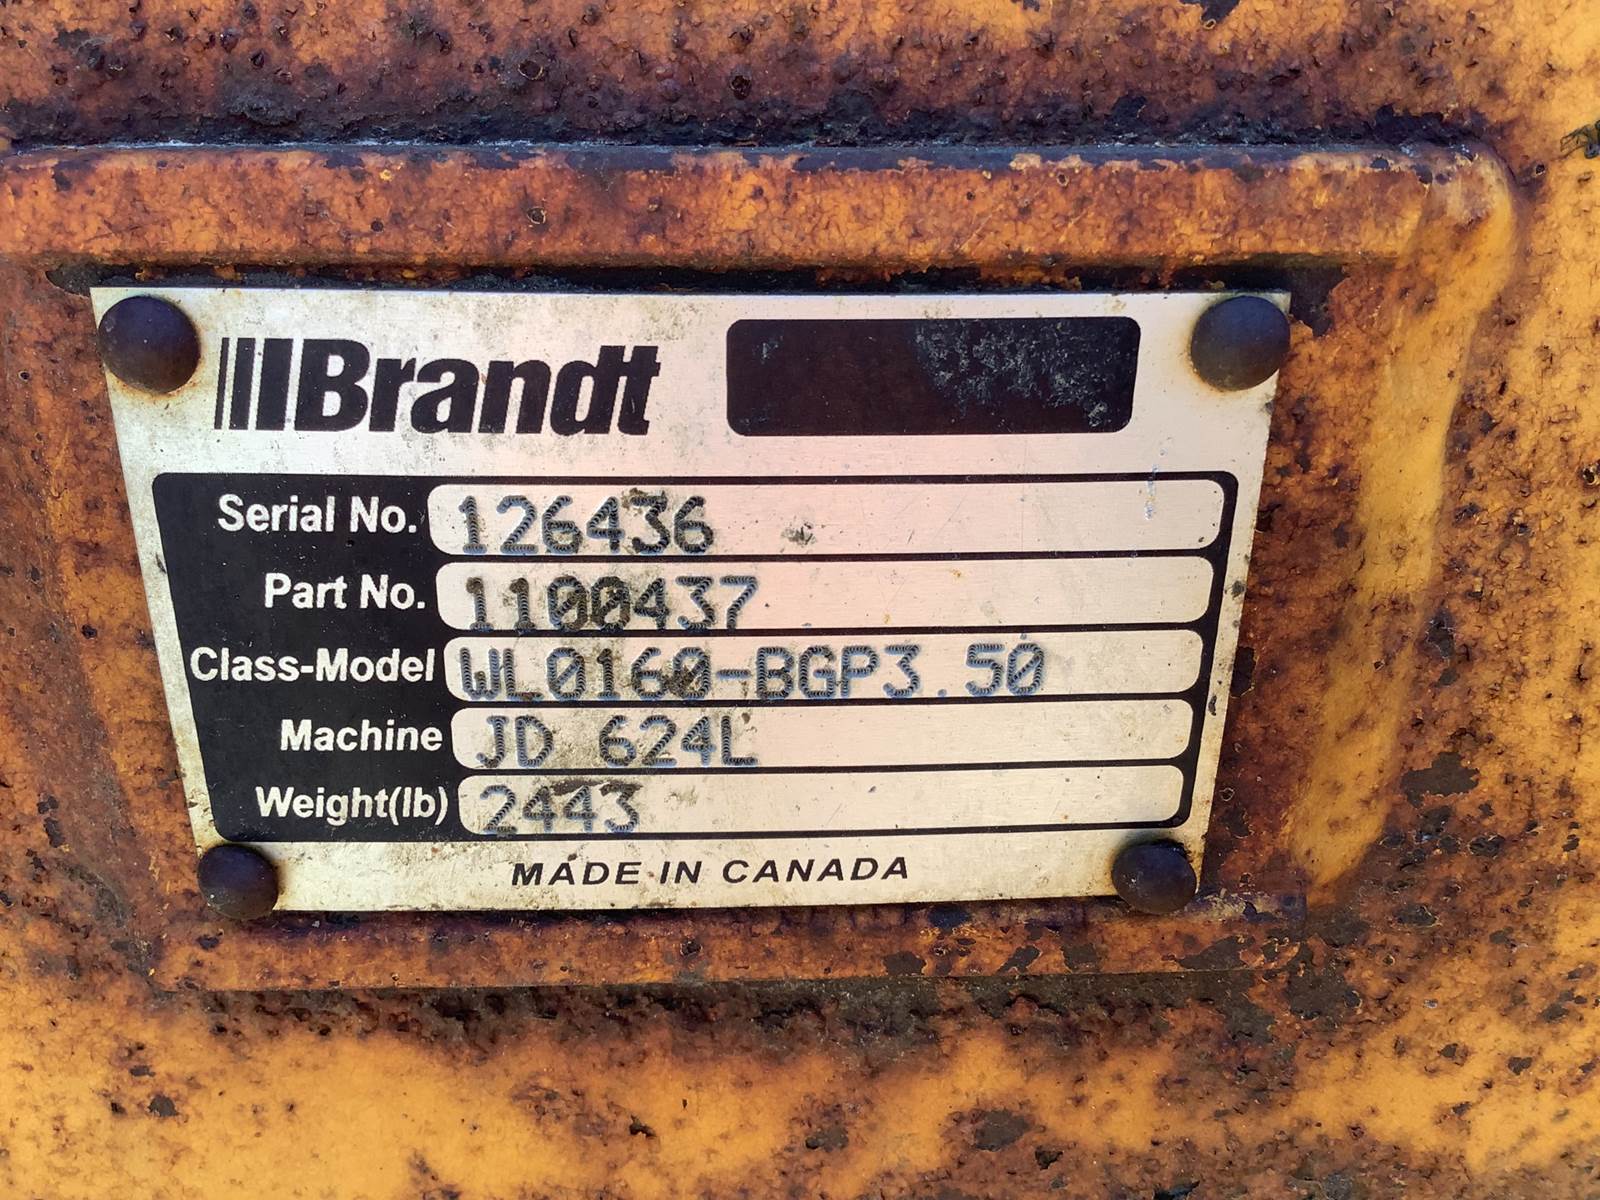 Brandt
Serial No. 126436
Part No. 1100437
Class-Model WL0160-BGP3.50
Machine JD 624L
Weight(lb) 2443
MADE IN CANADA